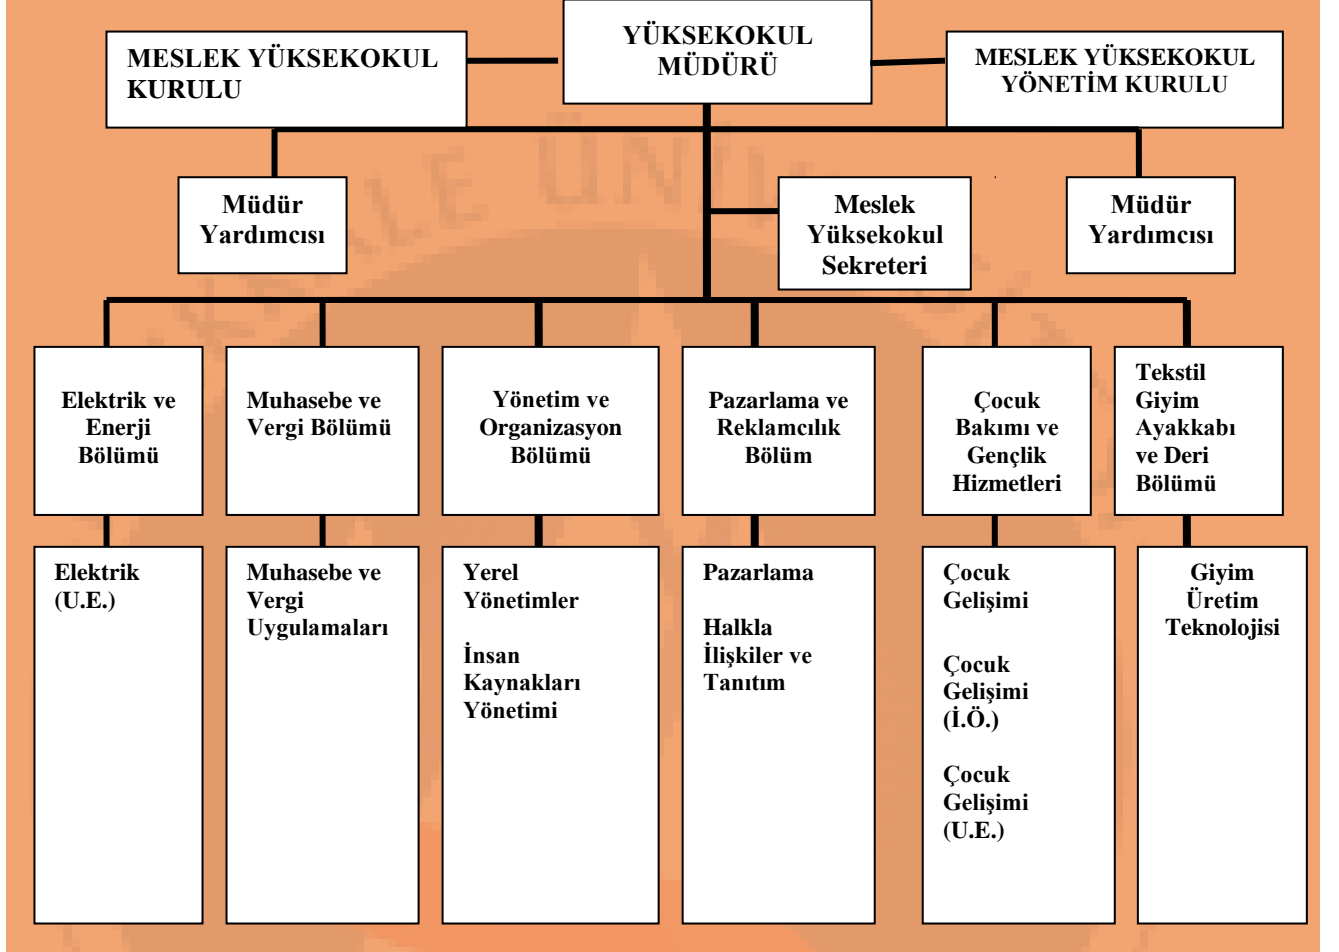 YÜKSEKOKUL
MÜDÜRÜ
MESLEK YÜKSEKOKUL
KURULU
MESLEK YÜKSEKOKUL
YÖNETİM KURULU
Müdür
Yardımcısı
Meslek
Yüksekokul
Sekreteri
Müdür
Yardımcısı
Elektrik ve
Enerji
Bölümü
Muhasebe ve
Vergi Bölümü
Yönetim ve
Organizasyon
Bölümü
Pazarlama ve
Reklamcılık
Bölüm
Çocuk
Bakımı ve
Gençlik
Hizmetleri
Tekstil
Giyim
Ayakkabı
ve Deri
Bölümü
Elektrik
(U.E.)
Muhasebe ve
Vergi
Uygulamaları
Yerel
Yönetimler
İnsan
Kaynakları
Yönetimi
Pazarlama
Halkla
İlişkiler ve
Tanıtım
Çocuk
Gelişimi
Çocuk
Gelişimi
(İ.Ö.)
Çocuk
Gelişimi
(U.E.)
Giyim
Üretim
Teknolojisi